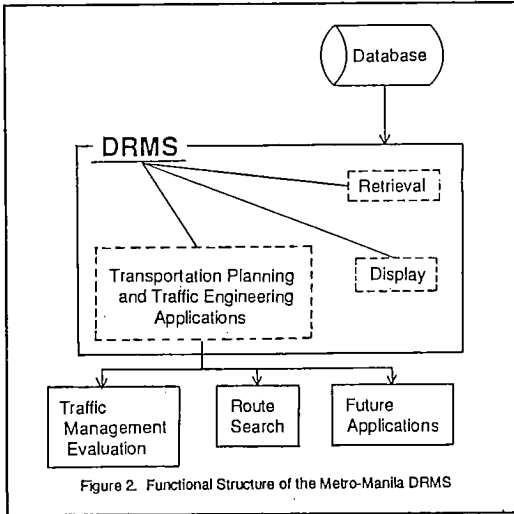 Database
DRMS
Retrieval
Display
Transportation Planning
and Traffic Engineering
Applications
Traffic
Management
Evaluation
Route
Search
Future
Applications
Figure 2. Functional Structure of the Metro-Manila DRMS